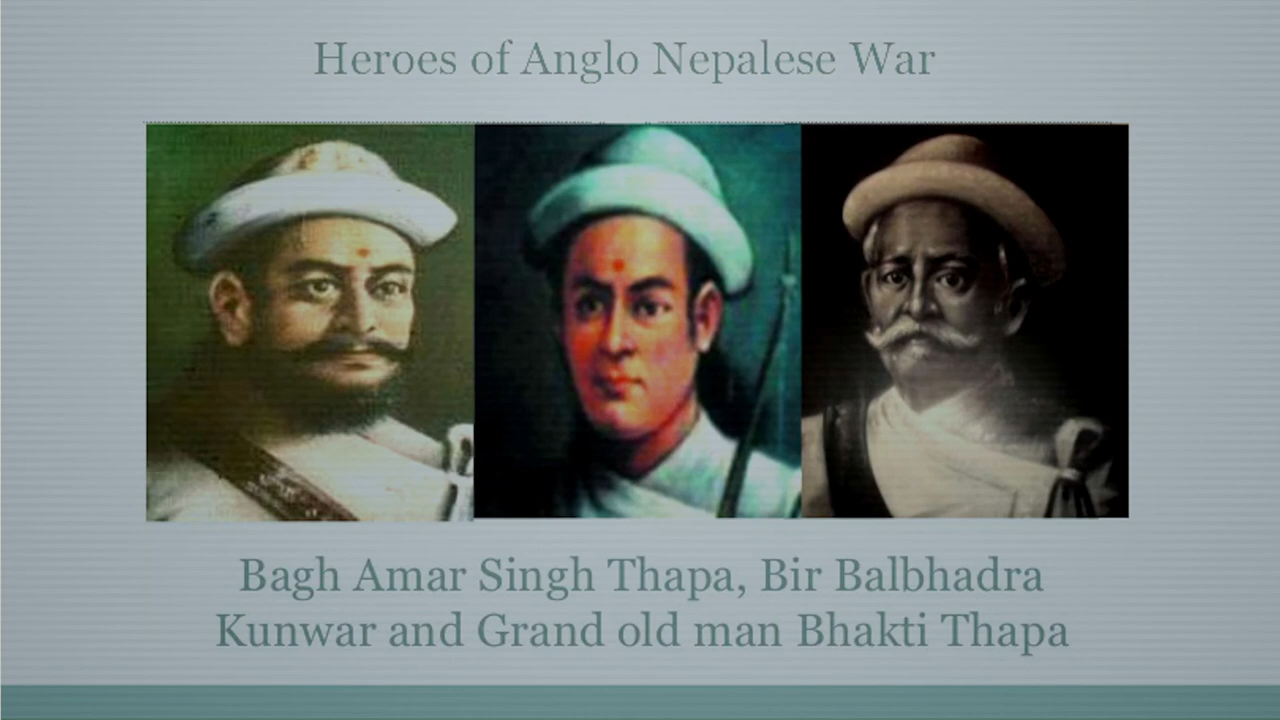 Heroes of Anglo Nepalese War
Bagh Amar Singh Thapa, Bir Balbhadra
Kunwar and Grand old man Bhakti Thapa